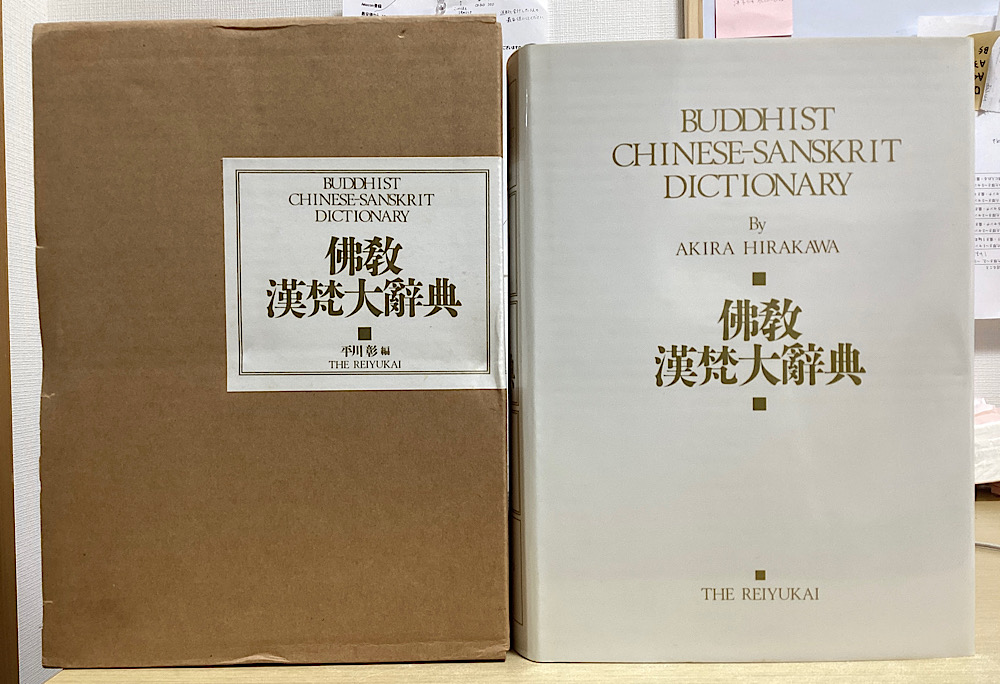 BUDDHIST
CHINESE-SANSKRIT
DICTIONARY
佛教
漢梵大辭典
平川彰 編
THE REIYUKAI
BUDDHIST
CHINESE-SANSKRIT
DICTIONARY
By
AKIRA HIRAKAWA
佛教
漢梵大辭典
THE REIYUKAI